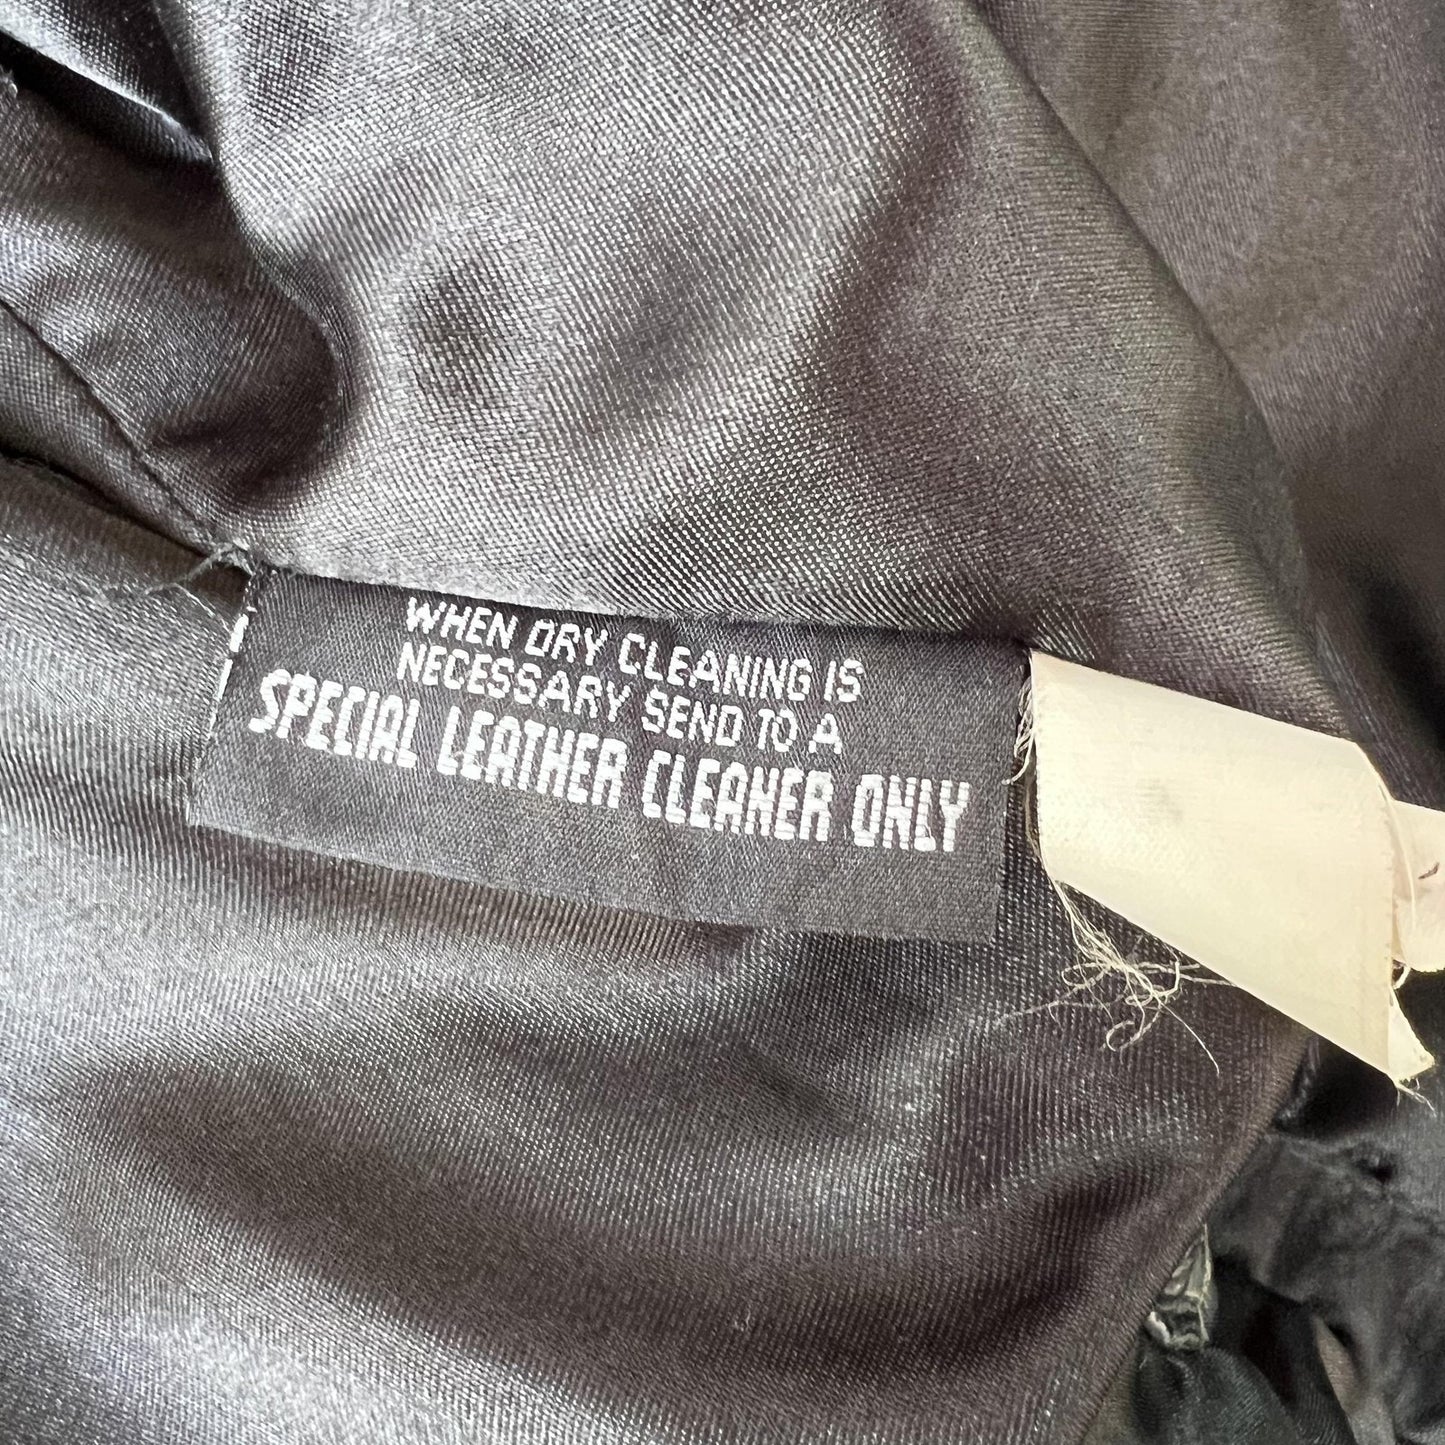 WHEN DRY CLEANING IS
NECESSARY SEND TO A
SPECIAL LEATHER CLEANER ONLY